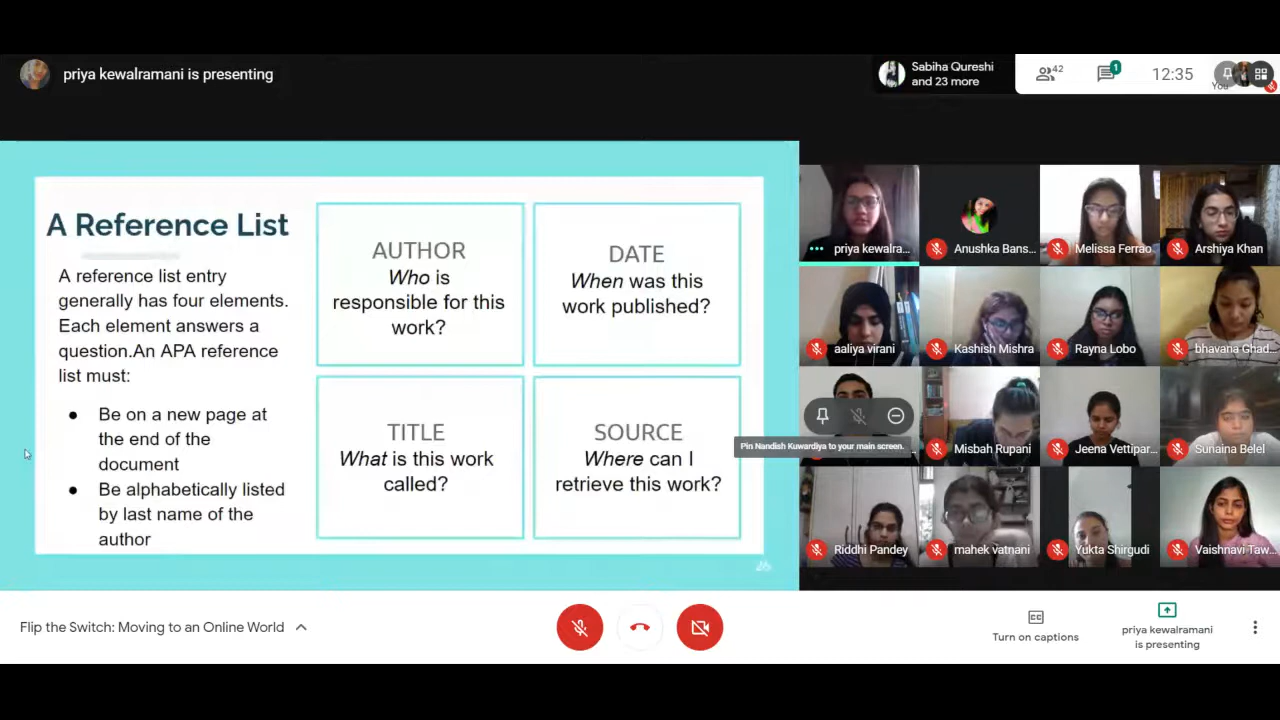 priya kewalramani is presenting
Sabiha Qureshi
and 23 more
42
1
12:35
You
A Reference List
A reference list entry
generally has four elements.
Each element answers a
question.An APA reference
list must:
● Be on a new page at
the end of the
document
● Be alphabetically listed
by last name of the
author
AUTHOR
Who is
responsible for this
work?
DATE
When was this
work published?
TITLE
What is this work
called?
SOURCE
Where can I
retrieve this work?
priya kewalra...
Anushka Bans...
Melissa Ferrao
Arshiya Khan
aaliya virani
Kashish Mishra
Rayna Lobo
bhavana Ghad...
Pin Nandish Kuwardiya to your main screen.
Misbah Rupani
Jeena Vettipar...
Sunaina Belel
Riddhi Pandey
mahek vatnani
Yukta Shirgudi
Vaishnavi Taw...
Flip the Switch: Moving to an Online World
CC
Turn on captions
priya kewalramani
is presenting